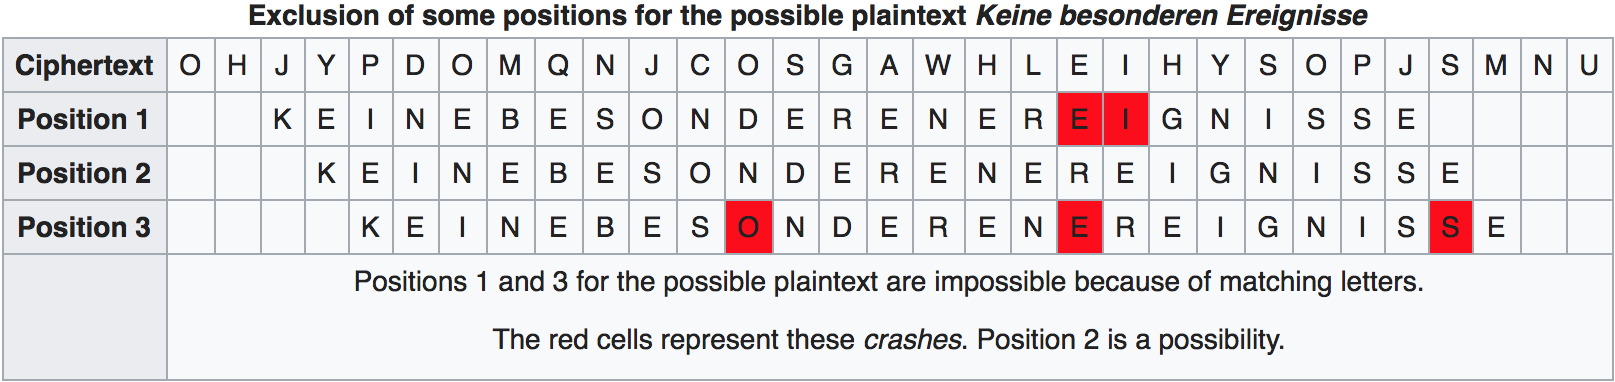 Exclusion of some positions for the possible plaintext Keine besonderen Ereignisse
Ciphertext O H J Y P D O M Q N J C O S G A W H L E I H Y S O P J S M N U
Position 1 K E I N E B E S O N D E R E N E R E I G N I S S E
Position 2 K E I N E B E S O N D E R E N E R E I G N I S S E
Position 3 K E I N E B E S O N D E R E N E R E I G N I S S E
Positions 1 and 3 for the possible plaintext are impossible because of matching letters.
The red cells represent these crashes. Position 2 is a possibility.